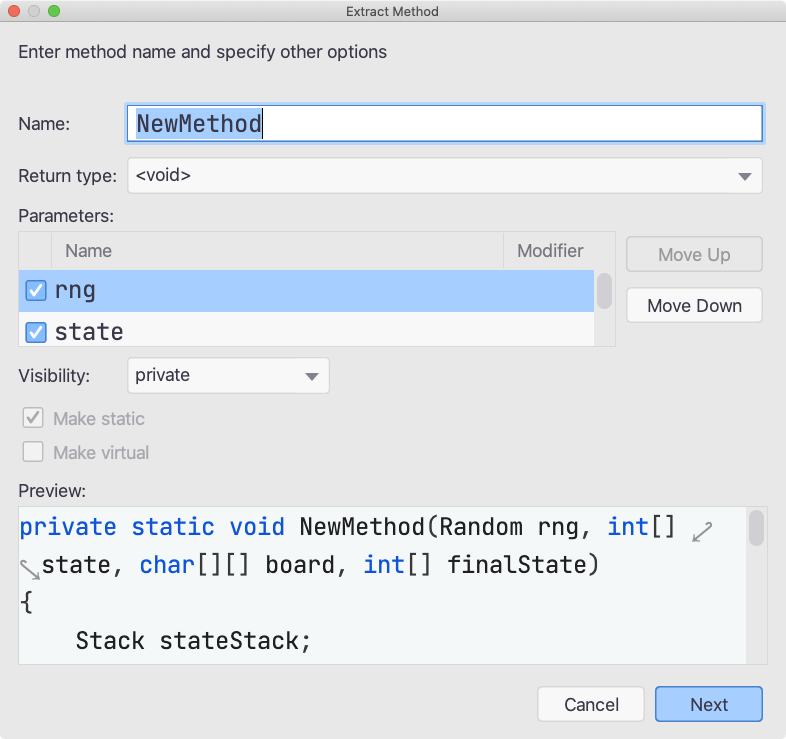 Extract Method
Enter method name and specify other options
Name: NewMethod
Return type: <void>
Parameters:
Name Modifier Move Up
rng
Move Down
state
Visibility: private
Make static
Make virtual
Preview:
private static void NewMethod(Random rng, int[]
state, char[][] board, int[] finalState)
{
Stack stateStack;
Cancel Next